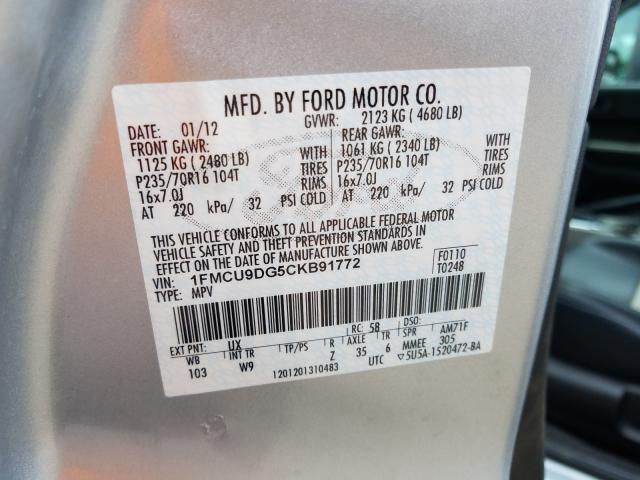 MFD. BY FORD MOTOR CO.
DATE: 01/12 GVWR: 2123 KG ( 4680 LB)
FRONT GAWR: REAR GAWR:
1125 KG ( 2480 LB) WITH 1061 KG ( 2340 LB) WITH
P235/70R16 104T TIRES P235/70R16 104T TIRES
16x7.0J RIMS 16x7.0J RIMS
AT 220 kPa/ 32 PSI COLD AT 220 kPa/ 32 PSI COLD
THIS VEHICLE CONFORMS TO ALL APPLICABLE FEDERAL MOTOR
VEHICLE SAFETY AND THEFT PREVENTION STANDARDS IN
EFFECT ON THE DATE OF MANUFACTURE SHOWN ABOVE.
VIN: 1FMCU9DG5CKB91772 F0110
TYPE: MPV T0248
EXT PNT: UX RC: 58 DSO:
WB INT TR TP/PS R AXLE TR SPR AM71F
103 W9 Z 35 6 MMEE 305
1201201310483 UTC ▽5U5A-1520472-BA
Ford